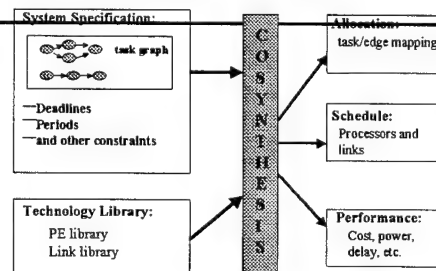 System Specification:
task graph
—Deadlines
—Periods
—and other constraints
Technology Library:
PE library
Link library
COSYNTHESIS
Allocation:
task/edge mapping
Schedule:
Processors and
links
Performance:
Cost, power,
delay, etc.